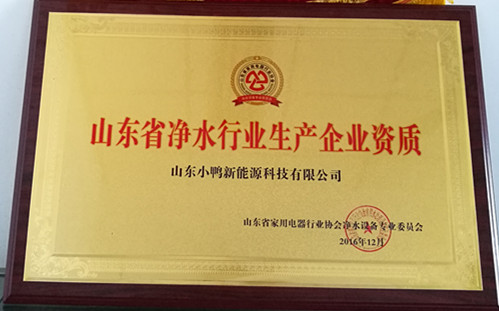 山东省净水行业生产企业资质
山东小鸭新能源科技有限公司
山东省家用电器行业协会净水设备专业委员会
2016年12月